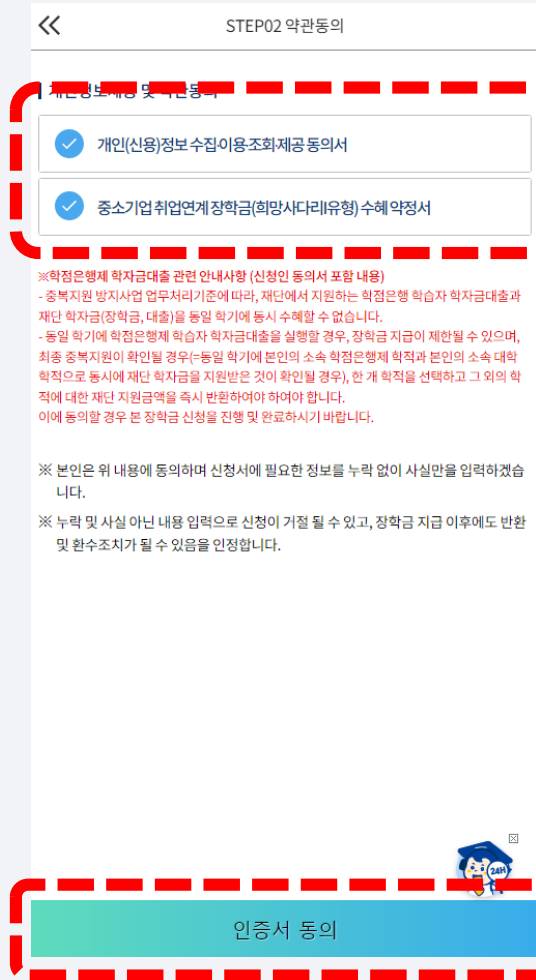 STEP02 약관동의
개인정보제공 및 약관동의
개인(신용)정보 수집·이용·조회·제공 동의서
중소기업 취업연계 장학금(희망사다리I유형) 수혜 약정서
※학점은행제 학자금대출 관련 안내사항 (신청인 동의서 포함 내용)
- 중복지원 방지사업 업무처리기준에 따라, 재단에서 지원하는 학점은행 학습자 학자금대출과
재단 학자금(장학금, 대출)을 동일 학기에 동시 수혜할 수 없습니다.
- 동일 학기에 학점은행제 학습자 학자금대출을 실행할 경우, 장학금 지급이 제한될 수 있으며,
최종 중복지원이 확인될 경우(=동일 학기에 본인의 소속 학점은행제 학적과 본인의 소속 대학
학적으로 동시에 재단 학자금을 지원받은 것이 확인될 경우), 한 개 학적을 선택하고 그 외의 학
적에 대한 재단 지원금액을 즉시 반환하여야 하여야 합니다.
이에 동의할 경우 본 장학금 신청을 진행 및 완료하시기 바랍니다.
※ 본인은 위 내용에 동의하며 신청서에 필요한 정보를 누락 없이 사실만을 입력하겠습
니다.
※ 누락 및 사실 아닌 내용 입력으로 신청이 거절 될 수 있고, 장학금 지급 이후에도 반환
및 환수조치가 될 수 있음을 인정합니다.
24H
인증서 동의